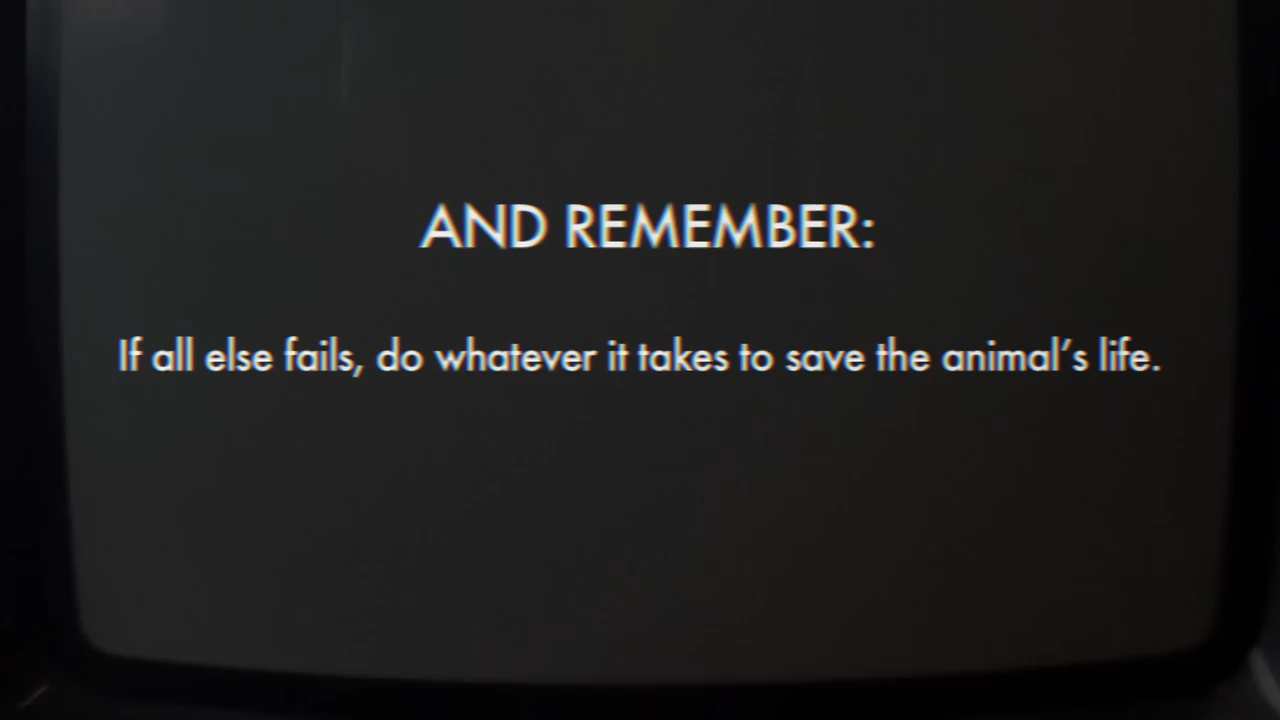 AND REMEMBER:
If all else fails, do whatever it takes to save the animal’s life.